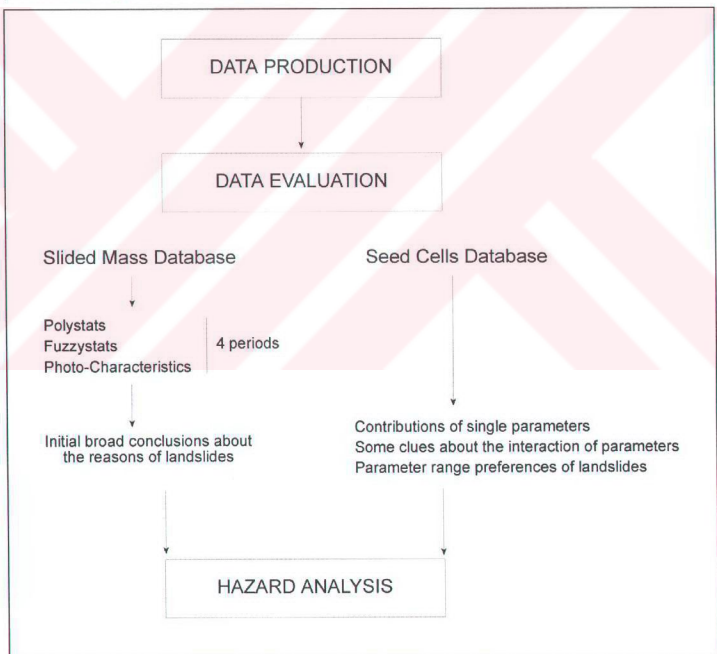 DATA PRODUCTION
DATA EVALUATION
Slided Mass Database
Seed Cells Database
Polystats
Fuzzystats
Photo-Characteristics
4 periods
Initial broad conclusions about
the reasons of landslides
Contributions of single parameters
Some clues about the interaction of parameters
Parameter range preferences of landslides
HAZARD ANALYSIS